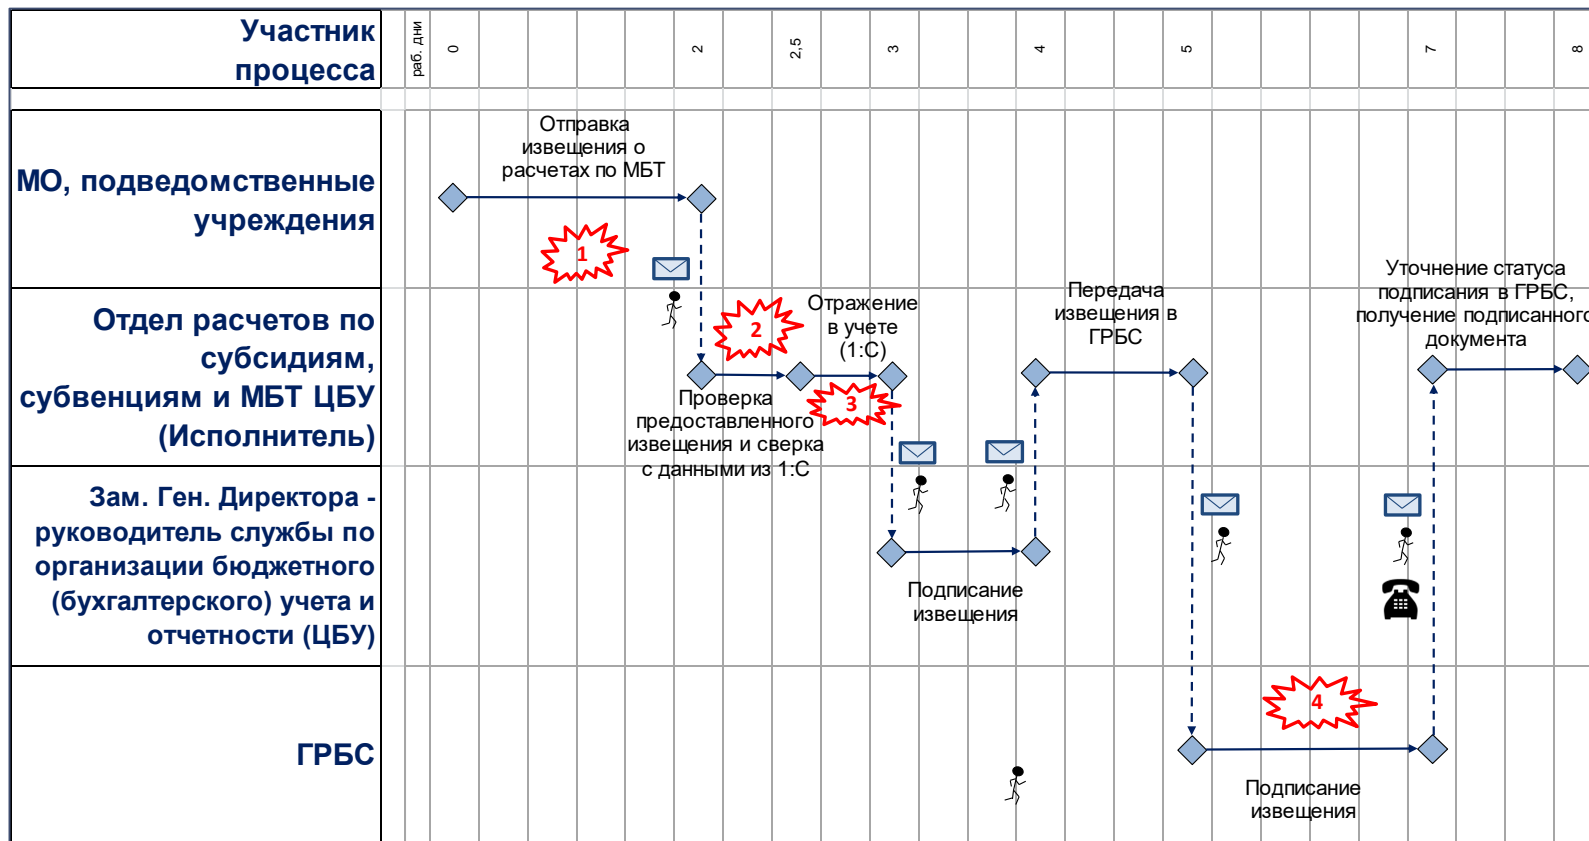 Участник
процесса
раб. дни
0
2
2,5
3
4
5
7
8
МО, подведомственные
учреждения
Отправка
извещения о
расчетах по МБТ
1
Отдел расчетов по
субсидиям,
субвенциям и МБТ ЦБУ
(Исполнитель)
2
Отражение
в учете
(1:С)
3
Проверка
предоставленного
извещения и сверка
с данными из 1:С
Передача
извещения в
ГРБС
Уточнение статуса
подписания в ГРБС,
получение подписанного
документа
Зам. Ген. Директора -
руководитель службы по
организации бюджетного
(бухгалтерского) учета и
отчетности (ЦБУ)
Подписание
извещения
ГРБС
4
Подписание
извещения